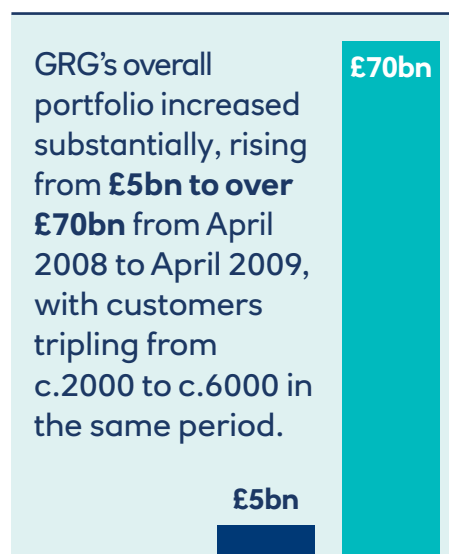 GRG’s overall
portfolio increased
substantially, rising
from £5bn to over
£70bn from April
2008 to April 2009,
with customers
tripling from
c.2000 to c.6000 in
the same period.
£70bn
£5bn